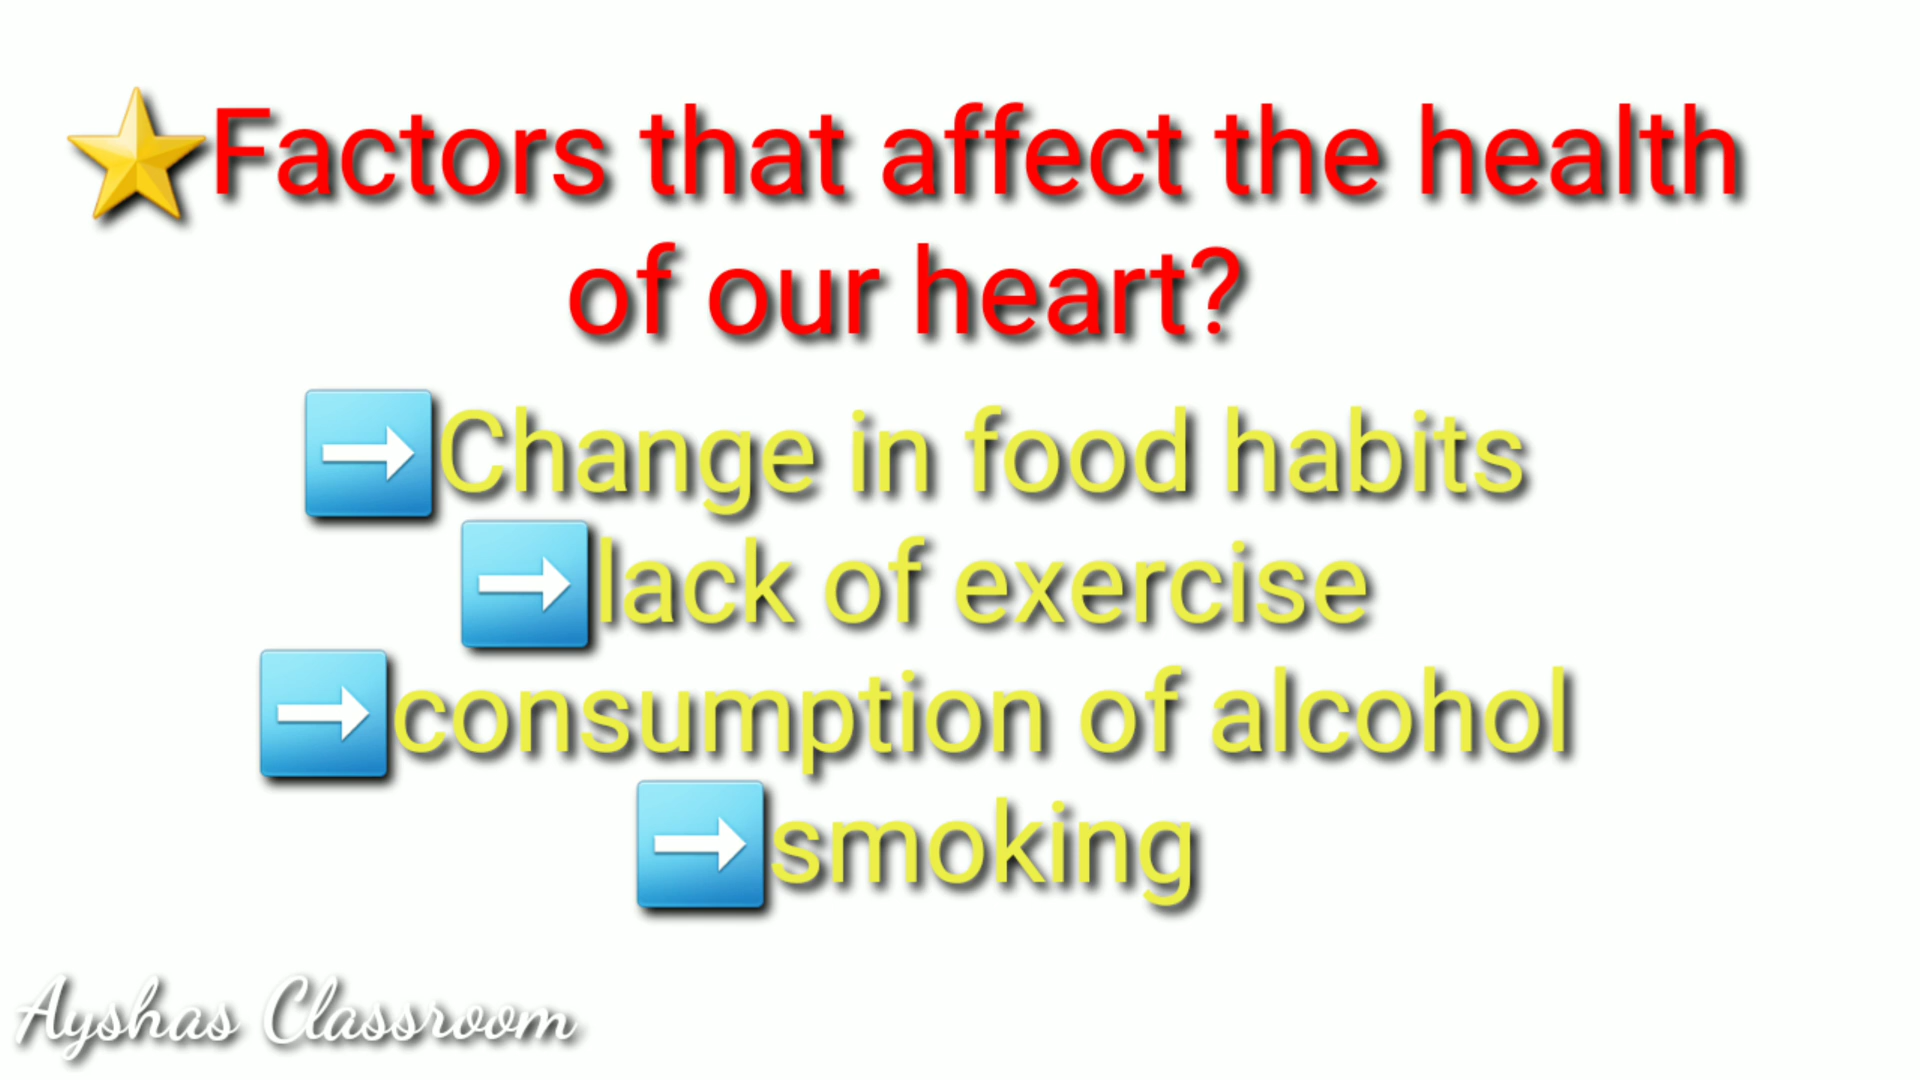 ⭐Factors that affect the health
of our heart?
➡Change in food habits
➡lack of exercise
➡consumption of alcohol
➡smoking
Ayshas Classroom